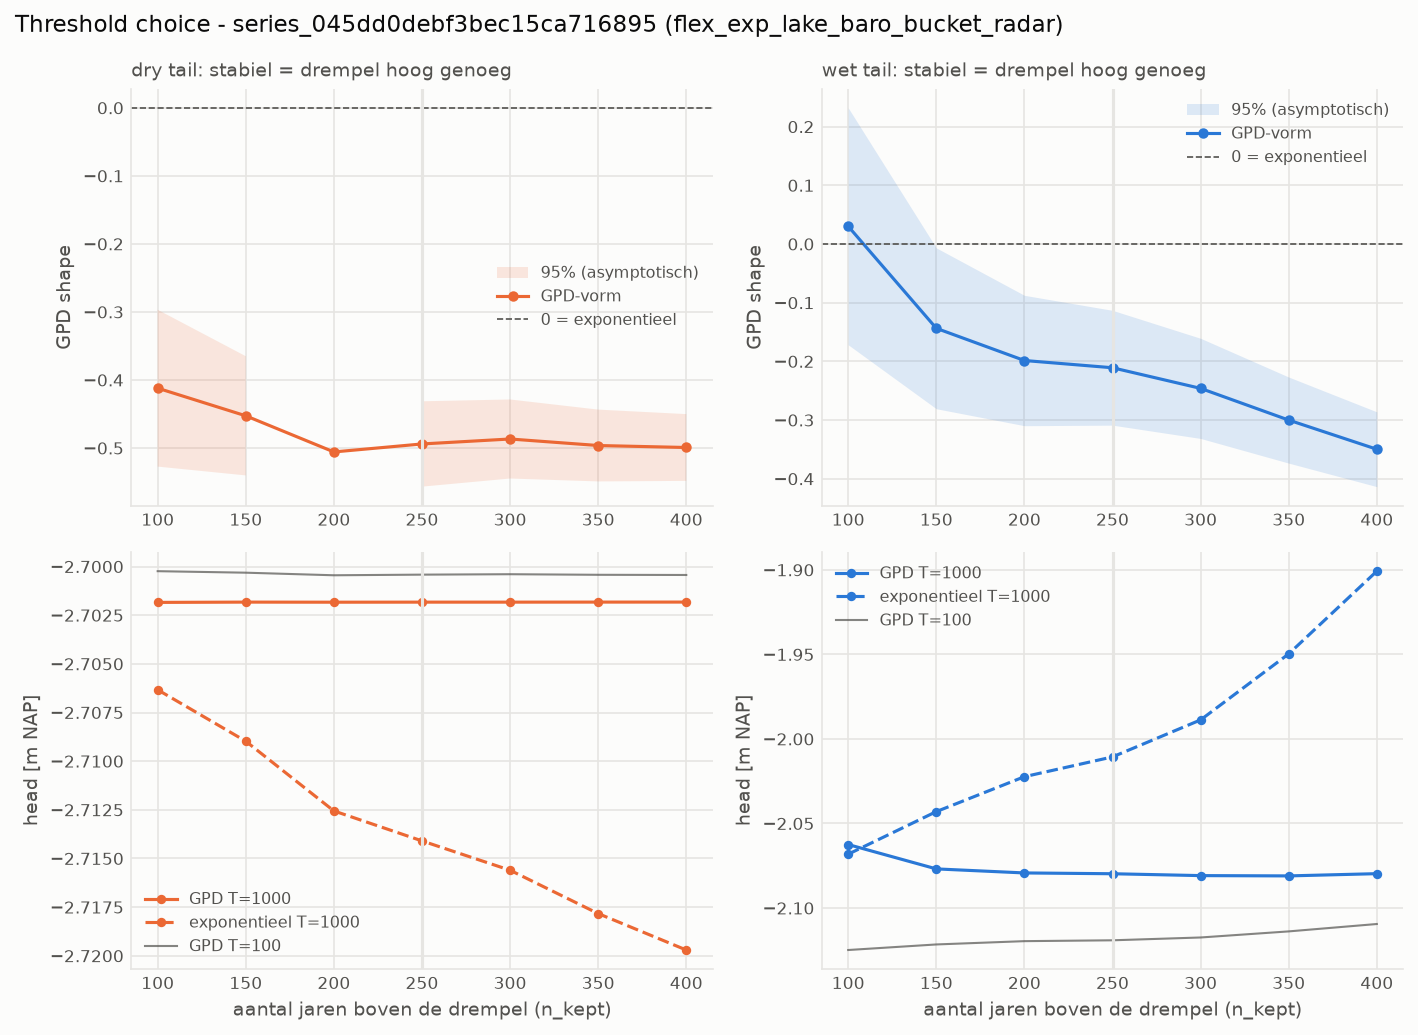 Threshold choice - series_045dd0debf3bec15ca716895 (flex_exp_lake_baro_bucket_radar)
dry tail: stabiel = drempel hoog genoeg
GPD shape
0.0
−0.1
−0.2
−0.3
−0.4
−0.5
95% (asymptotisch)
GPD-vorm
0 = exponentieel
100 150 200 250 300 350 400
wet tail: stabiel = drempel hoog genoeg
GPD shape
0.2
0.1
0.0
−0.1
−0.2
−0.3
−0.4
95% (asymptotisch)
GPD-vorm
0 = exponentieel
100 150 200 250 300 350 400
head [m NAP]
−2.7000
−2.7025
−2.7050
−2.7075
−2.7100
−2.7125
−2.7150
−2.7175
−2.7200
GPD T=1000
exponentieel T=1000
GPD T=100
100 150 200 250 300 350 400
aantal jaren boven de drempel (n_kept)
head [m NAP]
−1.90
−1.95
−2.00
−2.05
−2.10
GPD T=1000
exponentieel T=1000
GPD T=100
100 150 200 250 300 350 400
aantal jaren boven de drempel (n_kept)